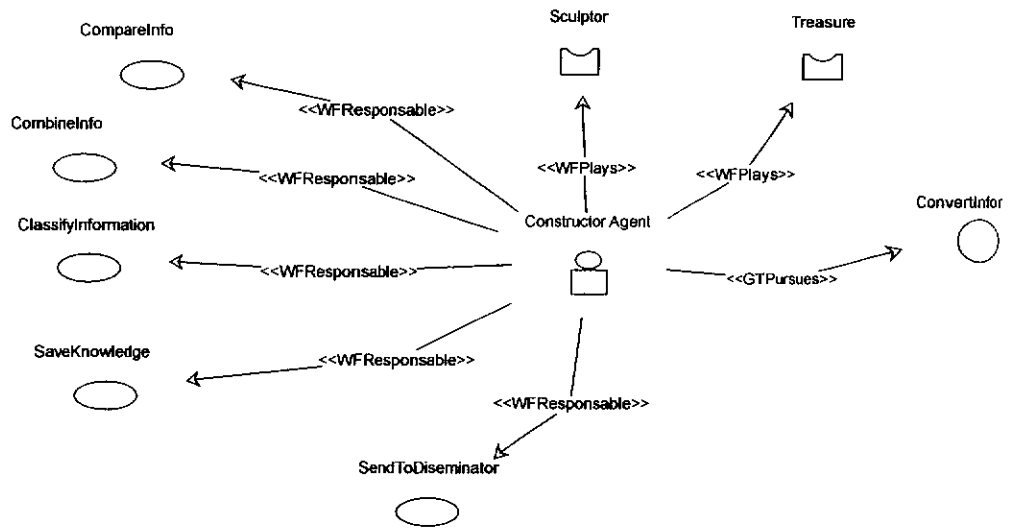 Sculptor
Treasure
CompareInfo
<<WFResponsable>>
CombineInfo
<<WFPlays>>
<<WFPlays>>
<<WFResponsable>>
ConvertInfor
ClassifyInformation
Constructor Agent
<<WFResponsable>>
<<GTPursues>>
SaveKnowledge
<<WFResponsable>>
<<WFResponsable>>
SendToDiseminator